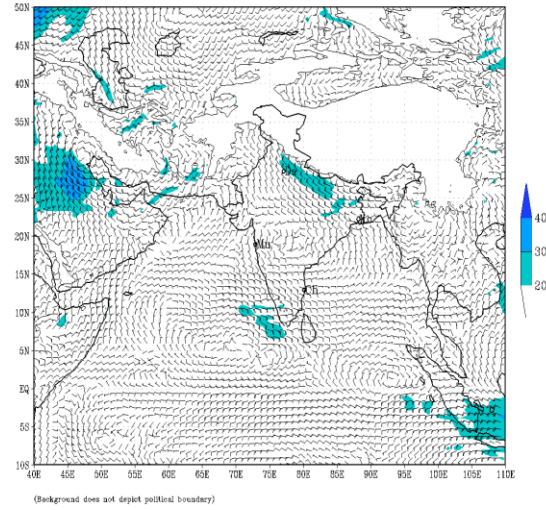 50N
45N
40N
35N
30N
25N
20N
15N
10N
5N
EQ
5S
10S
40E 45E 50E 55E 60E 65E 70E 75E 80E 85E 90E 95E 100E 105E 110E
Mu
Ch
40
30
20
(Background does not depict political boundary)